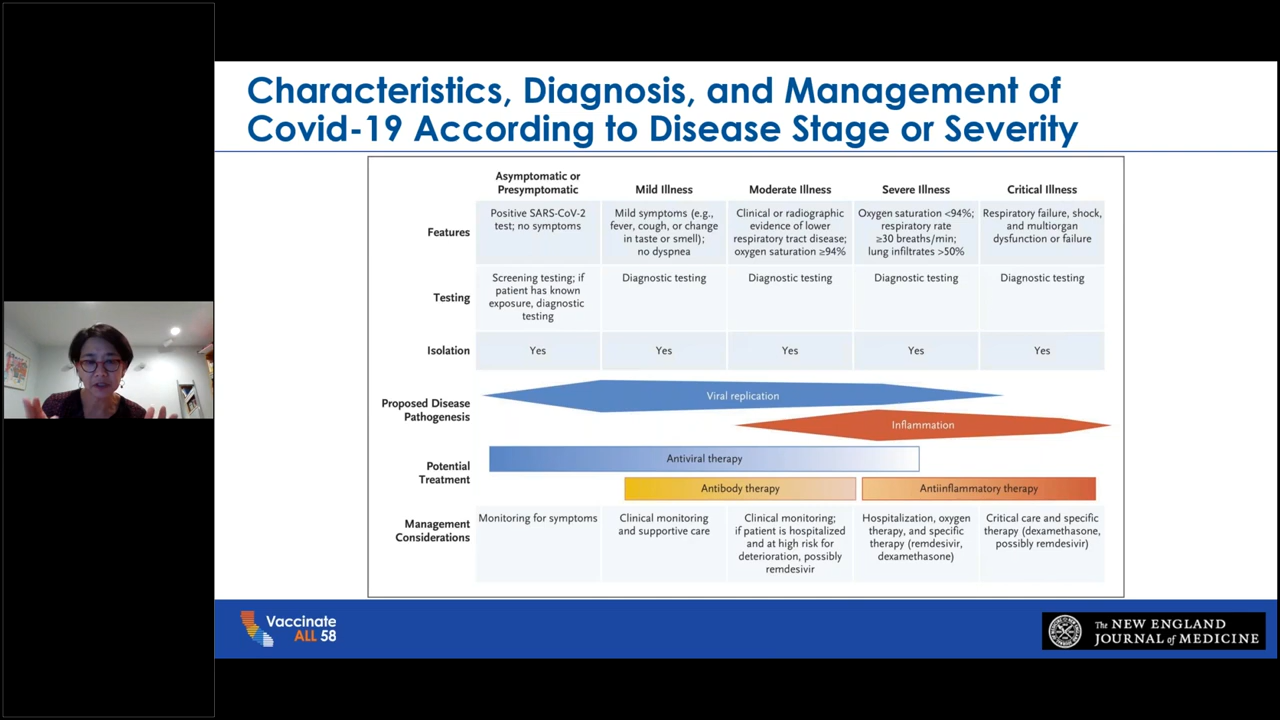 Characteristics, Diagnosis, and Management of
Covid-19 According to Disease Stage or Severity
Asymptomatic or
Presymptomatic
Mild Illness
Moderate Illness
Severe Illness
Critical Illness
Features
Positive SARS-CoV-2
test; no symptoms
Mild symptoms (e.g.,
fever, cough, or change
in taste or smell);
no dyspnea
Clinical or radiographic
evidence of lower
respiratory tract disease;
oxygen saturation ≥94%
Oxygen saturation <94%;
respiratory rate
≥30 breaths/min;
lung infiltrates >50%
Respiratory failure, shock,
and multiorgan
dysfunction or failure
Testing
Screening testing; if
patient has known
exposure, diagnostic
testing
Diagnostic testing
Diagnostic testing
Diagnostic testing
Diagnostic testing
Isolation
Yes
Yes
Yes
Yes
Yes
Proposed Disease
Pathogenesis
Viral replication
Inflammation
Potential
Treatment
Antiviral therapy
Antibody therapy
Antiinflammatory therapy
Management
Considerations
Monitoring for symptoms
Clinical monitoring
and supportive care
Clinical monitoring;
if patient is hospitalized
and at high risk for
deterioration, possibly
remdesivir
Hospitalization, oxygen
therapy, and specific
therapy (remdesivir,
dexamethasone)
Critical care and specific
therapy (dexamethasone,
possibly remdesivir)
Vaccinate
ALL 58
The NEW ENGLAND
JOURNAL of MEDICINE